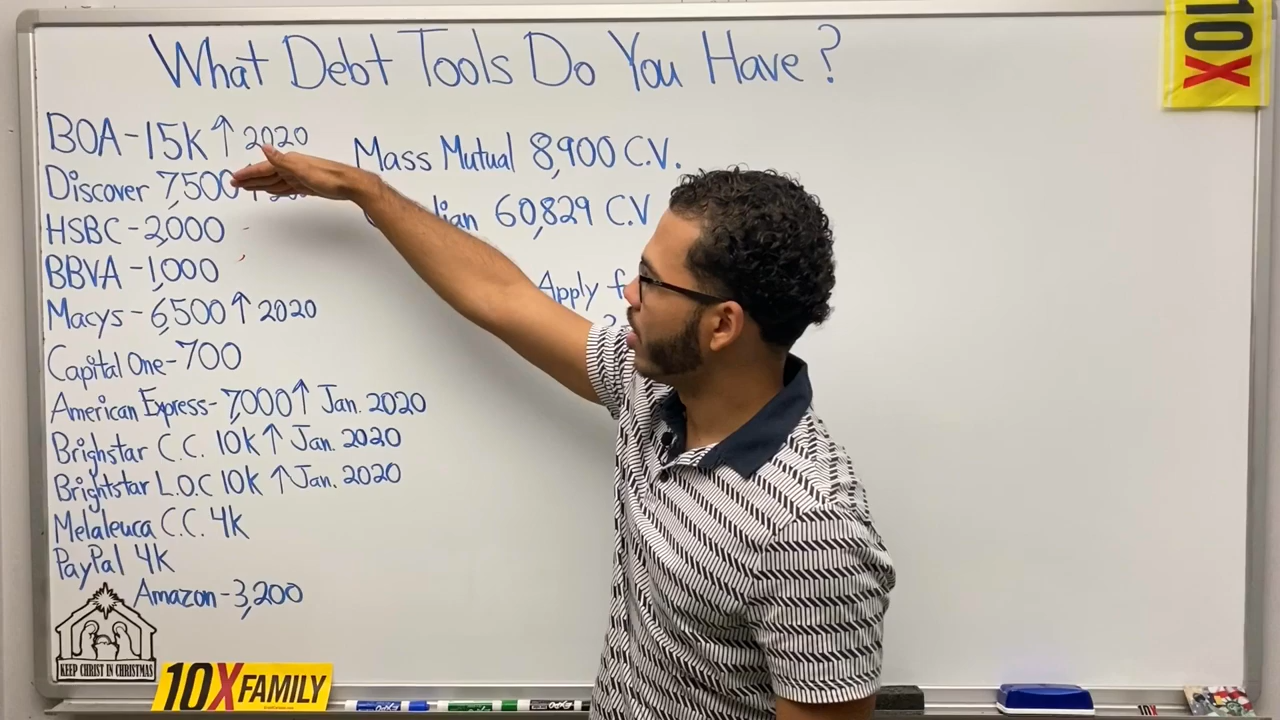 What Debt Tools Do You Have?
10X
BOA-15K↑2020
Discover 7,500
HSBC-2,000
BBVA-1,000
Macys-6,500↑2020
Capital One-700
American Express-7,000↑ Jan. 2020
Brighstar C.C. 10K↑ Jan. 2020
Brightstar L.O.C 10K ↑Jan. 2020
Melaleuca C.C. 4K
PayPal 4K
Amazon-3,200
Mass Mutual 8,900 C.V.
60,829 C.V
Apply
KEEP CHRIST IN CHRISTMAS
10XFAMILY